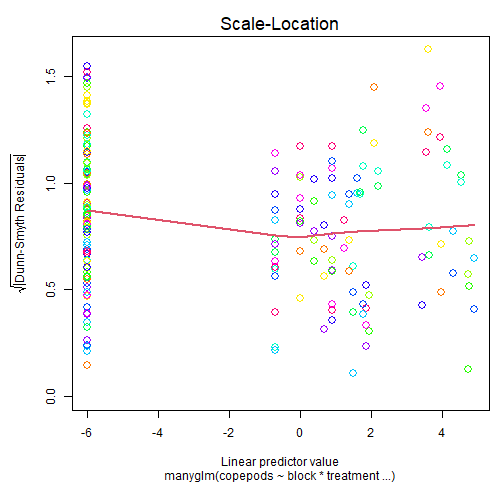 Scale-Location
√|Dunn-Smyth Residuals|
1.5
1.0
0.5
0.0
-6 -4 -2 0 2 4
Linear predictor value
manyglm(copepods ~ block * treatment ...)